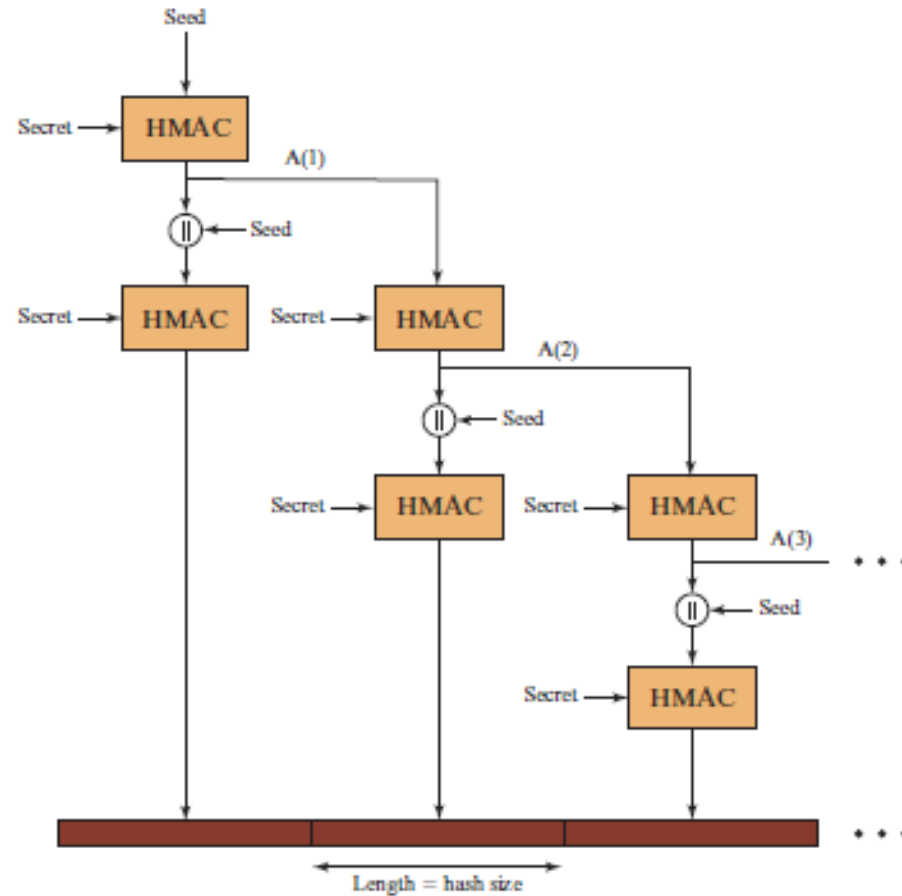 Seed
Secret HMAC
A(1)
|| Seed
Secret HMAC Secret HMAC
A(2)
|| Seed
Secret HMAC Secret HMAC
A(3)
• • •
|| Seed
Secret HMAC
• • •
Length = hash size